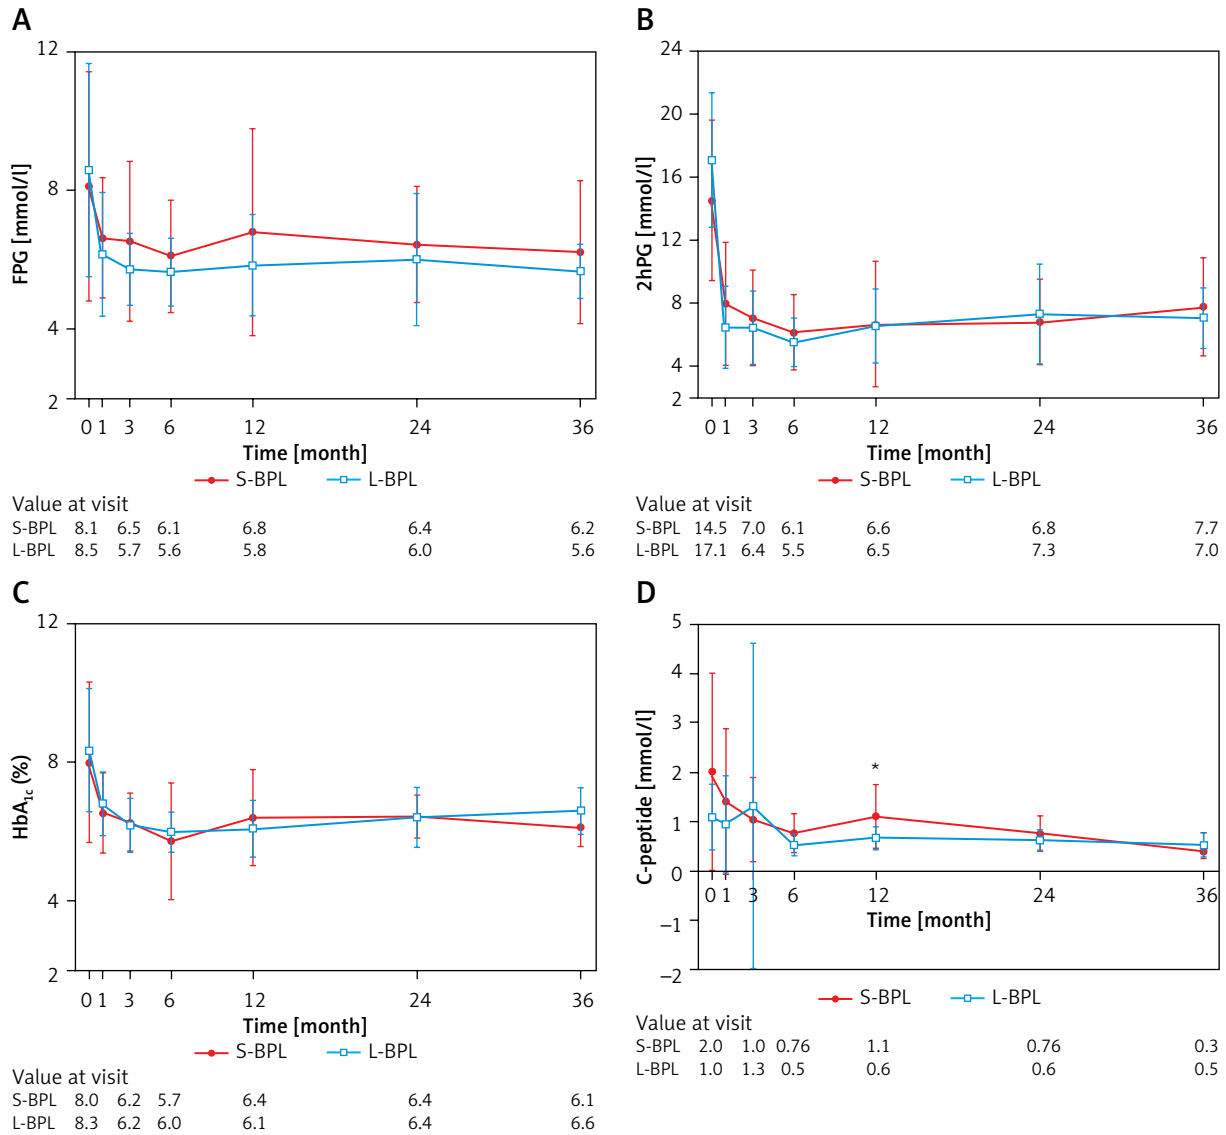 A
12
8
4
2
FPG [mmol/l]
0 1 3 6 12 24 36
Time [month]
S-BPL L-BPL
Value at visit
S-BPL 8.1 6.5 6.1 6.8 6.4 6.2
L-BPL 8.5 5.7 5.6 5.8 6.0 5.6
B
24
20
16
12
8
4
2
2hPG [mmol/l]
0 1 3 6 12 24 36
Time [month]
S-BPL L-BPL
Value at visit
S-BPL 14.5 7.0 6.1 6.6 6.8 7.7
L-BPL 17.1 6.4 5.5 6.5 7.3 7.0
C
12
8
4
2
HbA1c (%)
0 1 3 6 12 24 36
Time [month]
S-BPL L-BPL
Value at visit
S-BPL 8.0 6.2 5.7 6.4 6.4 6.1
L-BPL 8.3 6.2 6.0 6.1 6.4 6.6
D
5
4
3
2
1
0
−1
−2
C-peptide [mmol/l]
*
0 1 3 6 12 24 36
Time [month]
S-BPL L-BPL
Value at visit
S-BPL 2.0 1.0 0.76 1.1 0.76 0.3
L-BPL 1.0 1.3 0.5 0.6 0.6 0.5